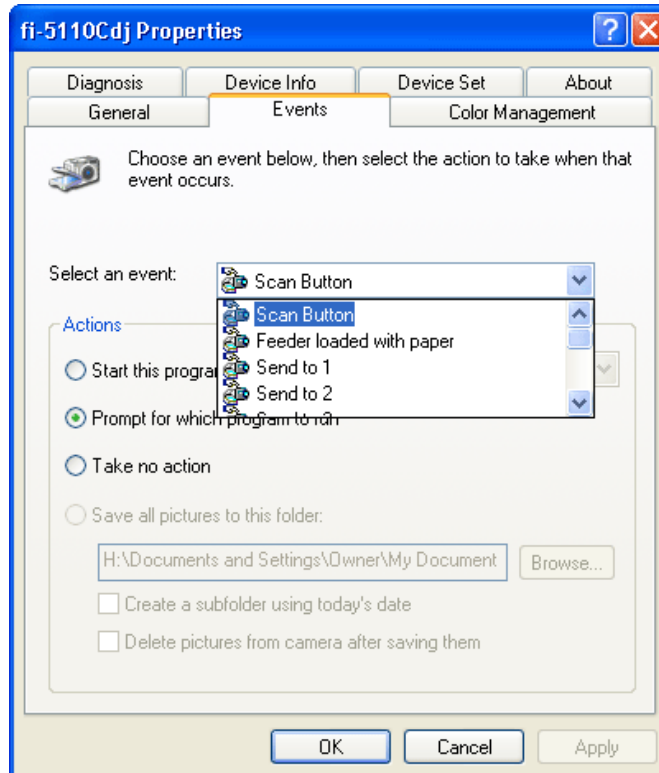 fi-5110Cdj Properties
Diagnosis
Device Info
Device Set
About
General
Events
Color Management
Choose an event below, then select the action to take when that
event occurs.
Select an event:
Scan Button
Scan Button
Feeder loaded with paper
Send to 1
Send to 2
Actions
Start this
Prompt for which program to run
Take no action
Save all pictures to this folder:
H:\Documents and Settings\Owner\My Document
Browse...
Create a subfolder using today's date
Delete pictures from camera after saving them
OK
Cancel
Apply